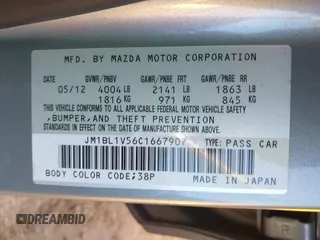 MFD. BY MAZDA MOTOR CORPORATION
GVWR/PNBV GAWR/PNBE FRT GAWR/PNBE RR
05/12 4004 LB 2141 LB 1863 LB
1816 KG 971 KG 845 KG
THIS VEHICLE CONFORMS TO ALL APPLICABLE FEDERAL MOTOR VEHICLE SAFETY
,BUMPER,AND THEFT PREVENTION
STANDARDS IN EFFECT ON THE DATE OF MANUFACTURE SHOWN ABOVE.
JM1BL1V56C1667907 TYPE: PASS CAR
BODY COLOR CODE;38P MADE IN JAPAN
DREAMBID